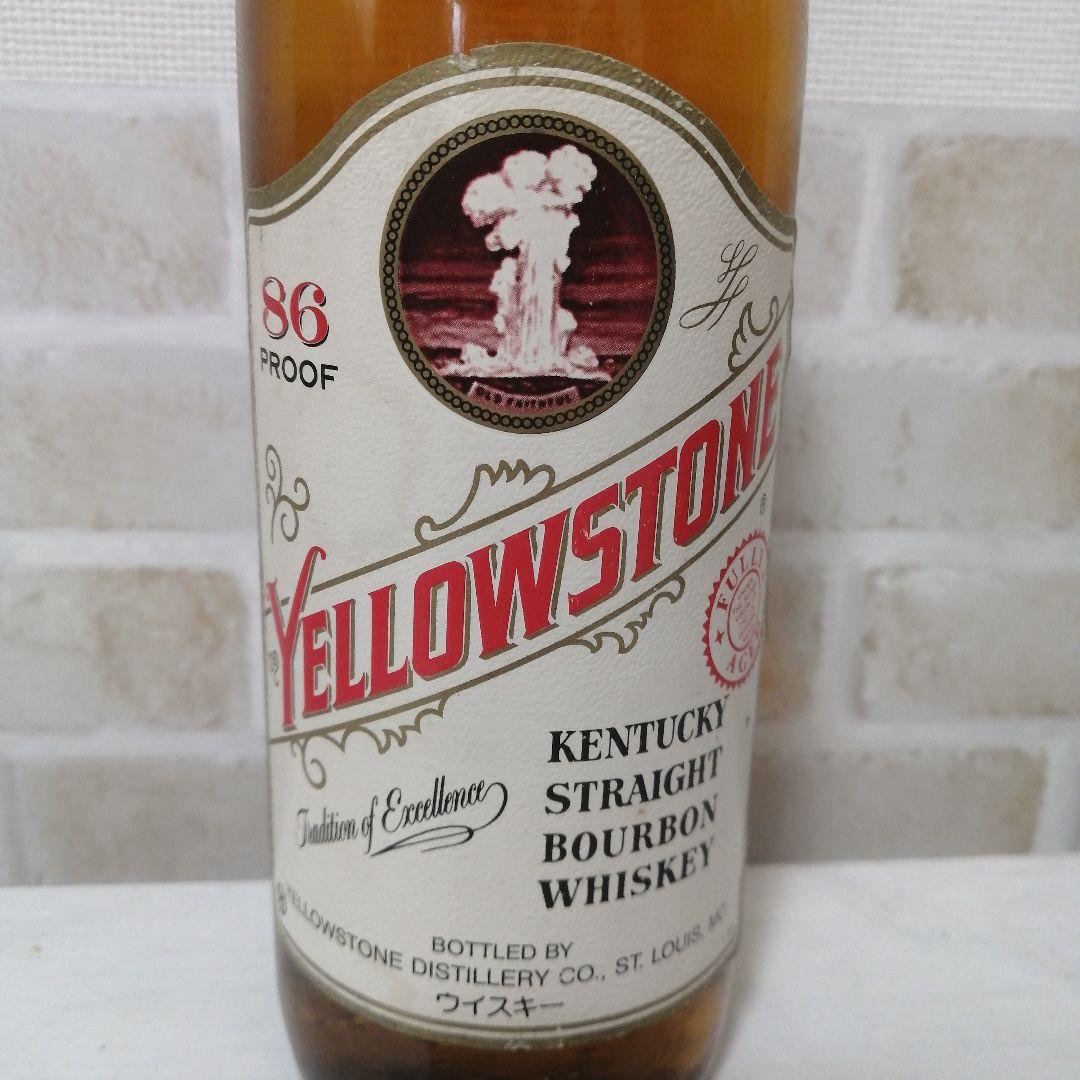 OLD FAITHFUL
86
PROOF
YELLOWSTONE
FULLY
AGED
Tradition of Excellence
KENTUCKY
STRAIGHT
BOURBON
WHISKEY
BOTTLED BY
YELLOWSTONE DISTILLERY CO., ST. LOUIS, MO
ウイスキー